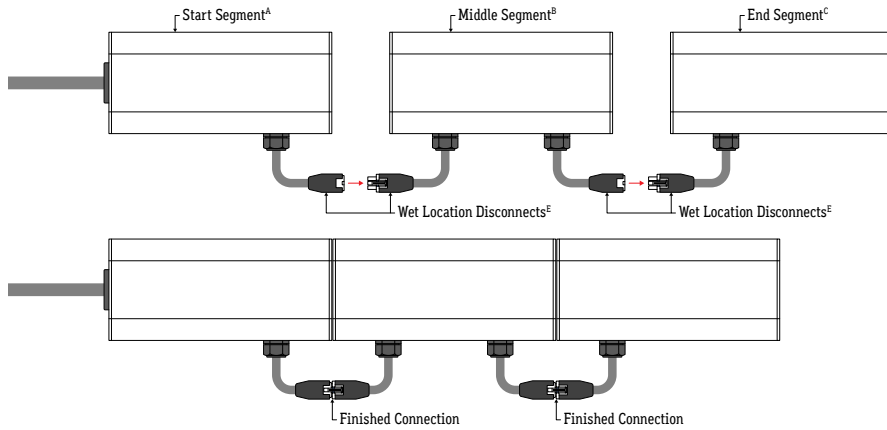 Start Segmentᴬ
Middle Segmentᴮ
End Segmentᶜ
Wet Location Disconnectsᴱ
Wet Location Disconnectsᴱ
Finished Connection
Finished Connection